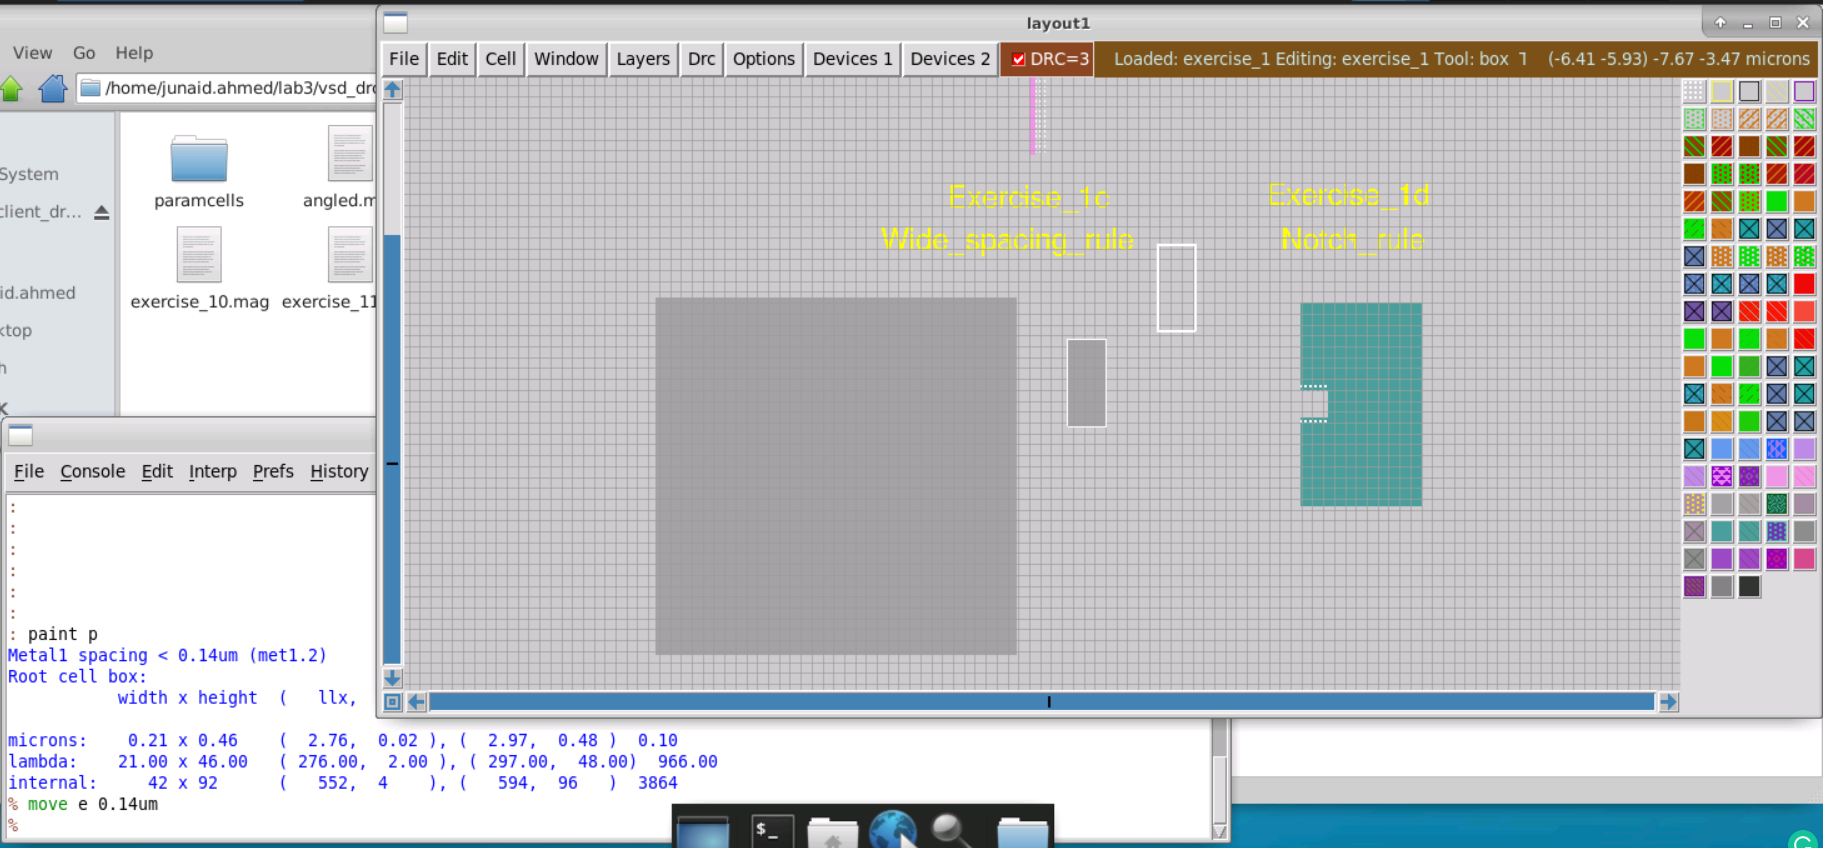 layout1
View Go Help
File Edit Cell Window Layers Drc Options Devices 1 Devices 2 DRC=3 Loaded: exercise_1 Editing: exercise_1 Tool: box (-6.41 -5.93) -7.67 -3.47 microns
/home/junaid.ahmed/lab3/vsd_drc
System
client_dr...
id.ahmed
ktop
h
K
paramcells
angled.m
exercise_10.mag
exercise_11
Exercise_1c
Wide_spacing_rule
Exercise_1d
Notch_rule
File Console Edit Interp Prefs History
:
:
:
:
:
:
: paint p
Metal1 spacing < 0.14um (met1.2)
Root cell box:
width x height ( llx,
microns: 0.21 x 0.46 ( 2.76, 0.02 ), ( 2.97, 0.48 ) 0.10
lambda: 21.00 x 46.00 ( 276.00, 2.00 ), ( 297.00, 48.00) 966.00
internal: 42 x 92 ( 552, 4 ), ( 594, 96 ) 3864
% move e 0.14um
%
$_